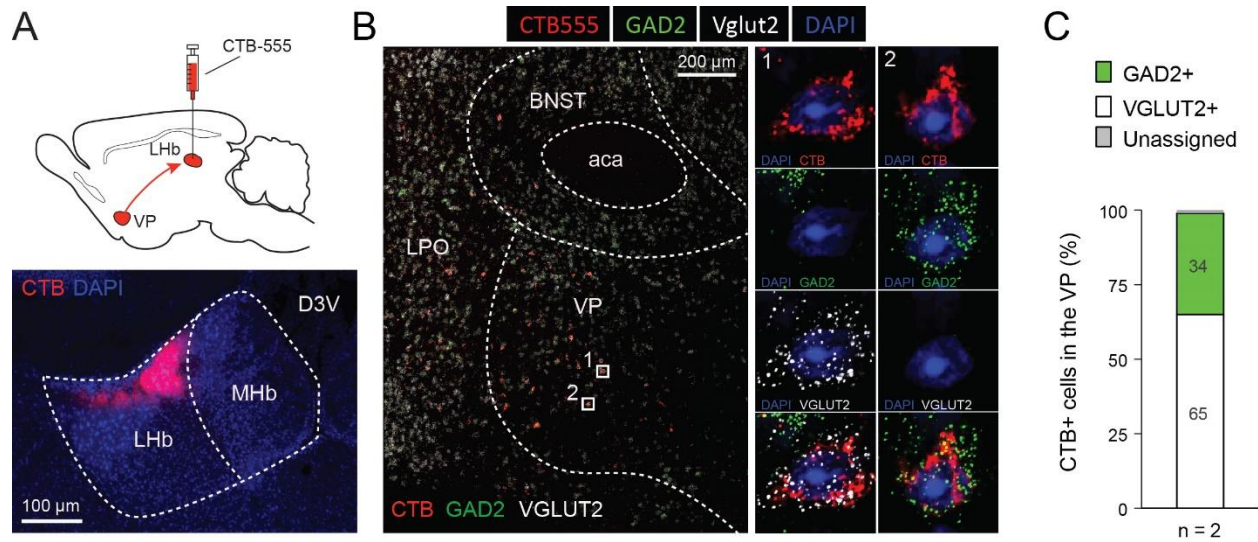 A
CTB-555
LHb
VP
CTB DAPI
D3V
MHb
LHb
100 µm
B
CTB555 GAD2 Vglut2 DAPI
200 µm
BNST
aca
LPO
VP
1
2
CTB GAD2 VGLUT2
1 2
DAPI CTB DAPI CTB
DAPI GAD2 DAPI GAD2
DAPI VGLUT2 DAPI VGLUT2
C
GAD2+
VGLUT2+
Unassigned
CTB+ cells in the VP (%)
100
75
50
25
0
34
65
n = 2